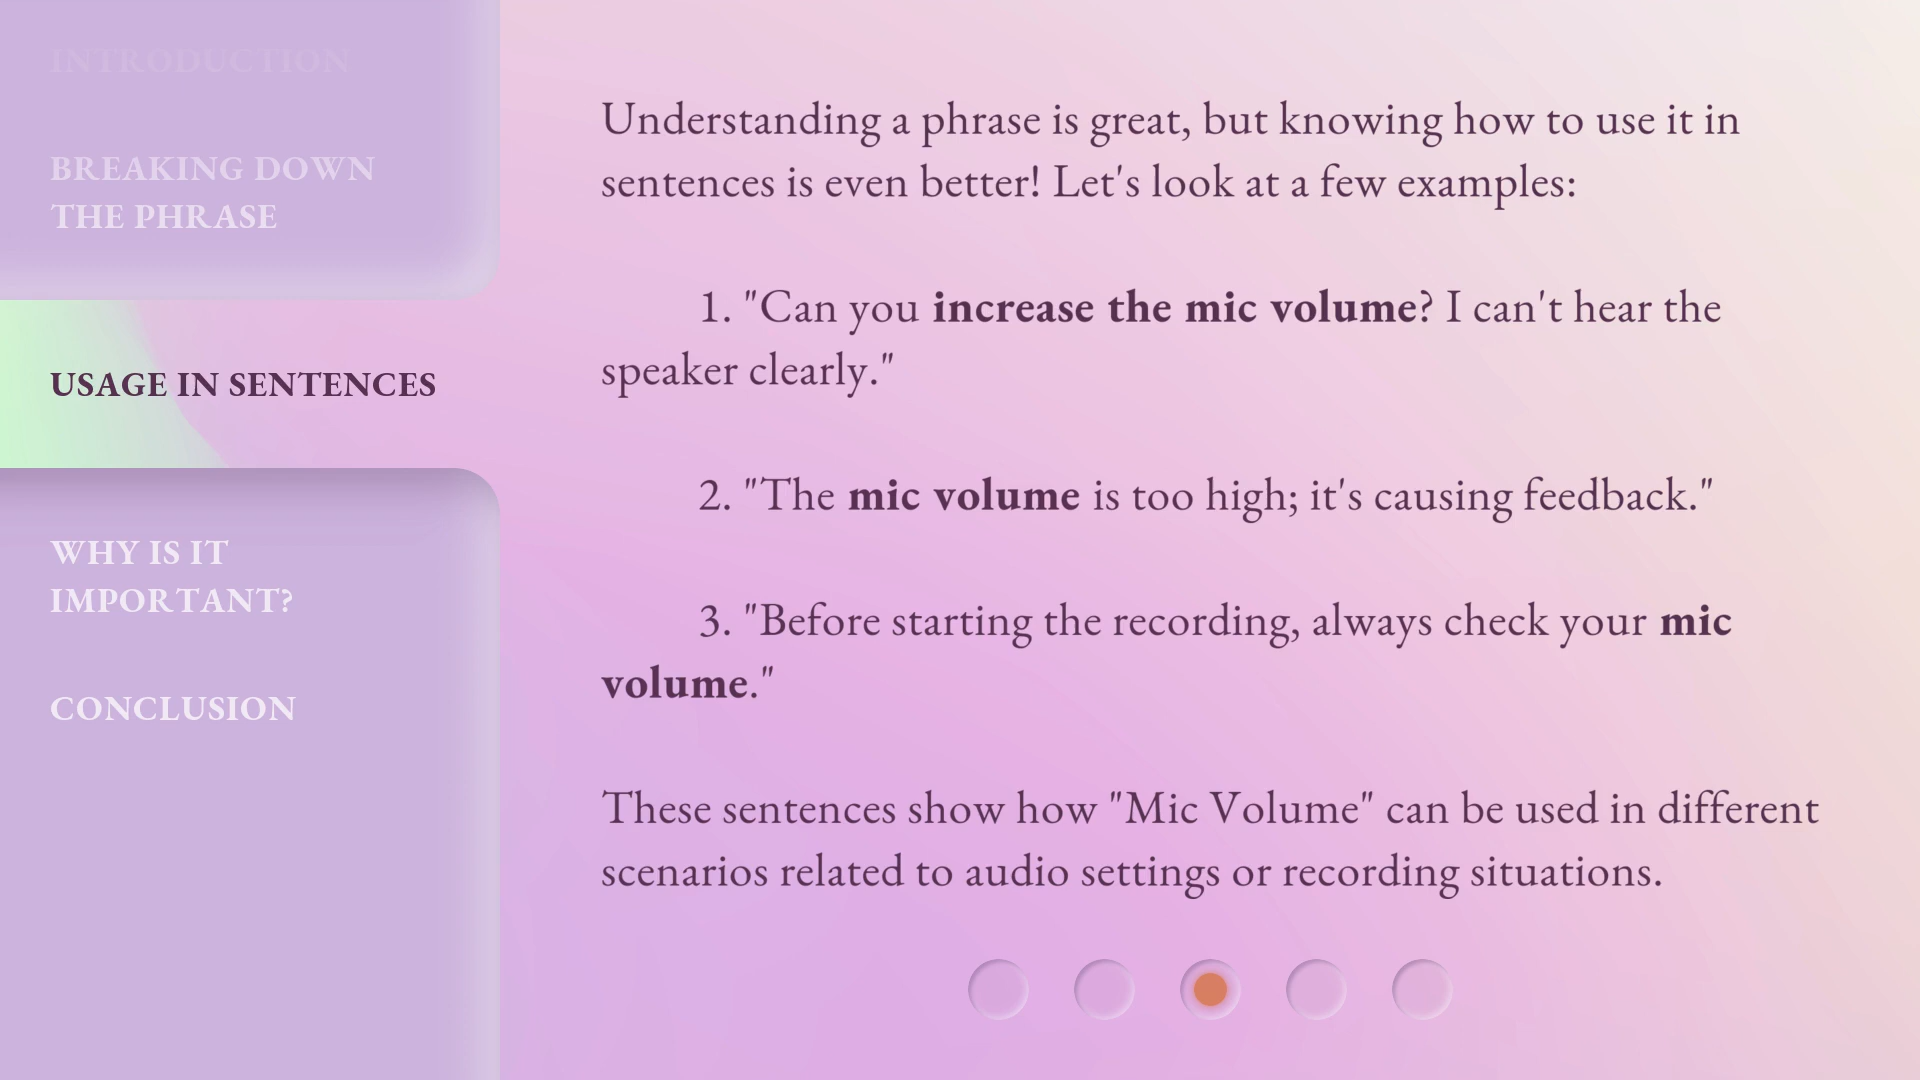 INTRODUCTION
BREAKING DOWN
THE PHRASE
USAGE IN SENTENCES
WHY IS IT
IMPORTANT?
CONCLUSION
Understanding a phrase is great, but knowing how to use it in
sentences is even better! Let's look at a few examples:
1. "Can you increase the mic volume? I can't hear the
speaker clearly."
2. "The mic volume is too high; it's causing feedback."
3. "Before starting the recording, always check your mic
volume."
These sentences show how "Mic Volume" can be used in different
scenarios related to audio settings or recording situations.